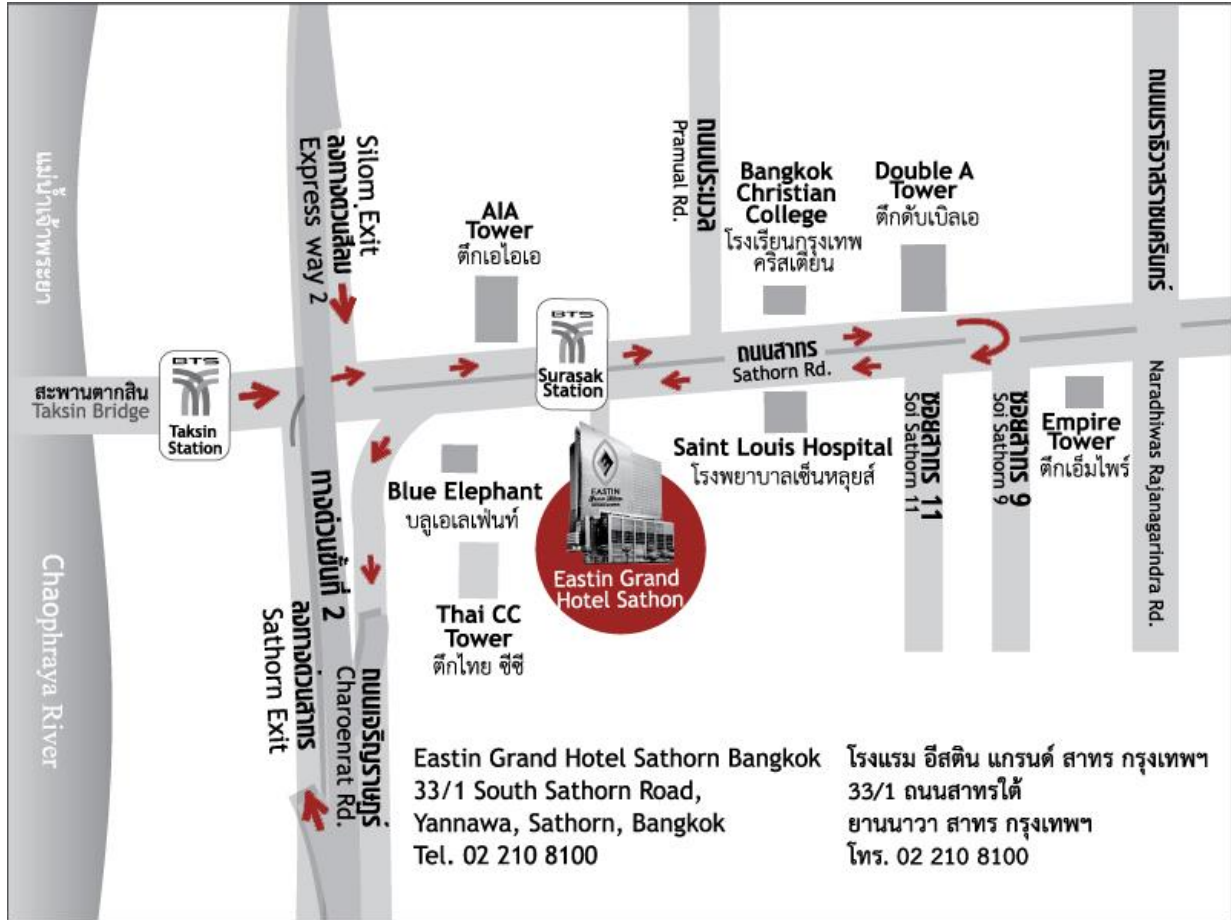 แม่น้ำเจ้าพระยา
Chaophraya River
สะพานตากสิน
Taksin Bridge
BTS
Taksin
Station
Silom Exit
ลงทางด่วนสีลม
Express way 2
ทางด่วนขั้นที่ 2
ลงทางด่วนสาทร
Sathorn Exit
ถนนเจริญราษฎร์
Charoenrat Rd.
AIA
Tower
ตึกเอไอเอ
BTS
Surasak
Station
ถนนประมวล
Pramual Rd.
Bangkok
Christian
College
โรงเรียนกรุงเทพ
คริสเตียน
Double A
Tower
ตึกดับเบิลเอ
ถนนนราธิวาสราชนครินทร์
Naradhiwas Rajanagarindra Rd.
ถนนสาทร
Sathorn Rd.
Blue Elephant
บลูเอเลเฟ่นท์
Thai CC
Tower
ตึกไทย ซีซี
EASTIN
Eastin Grand
Hotel Sathon
Saint Louis Hospital
โรงพยาบาลเซ็นหลุยส์
ซอยสาทร 11
Soi Sathorn 11
ซอยสาทร 9
Soi Sathorn 9
Empire
Tower
ตึกเอ็มไพร์
Eastin Grand Hotel Sathorn Bangkok
33/1 South Sathorn Road,
Yannawa, Sathorn, Bangkok
Tel. 02 210 8100
โรงแรม อีสติน แกรนด์ สาทร กรุงเทพฯ
33/1 ถนนสาทรใต้
ยานนาวา สาทร กรุงเทพฯ
โทร. 02 210 8100